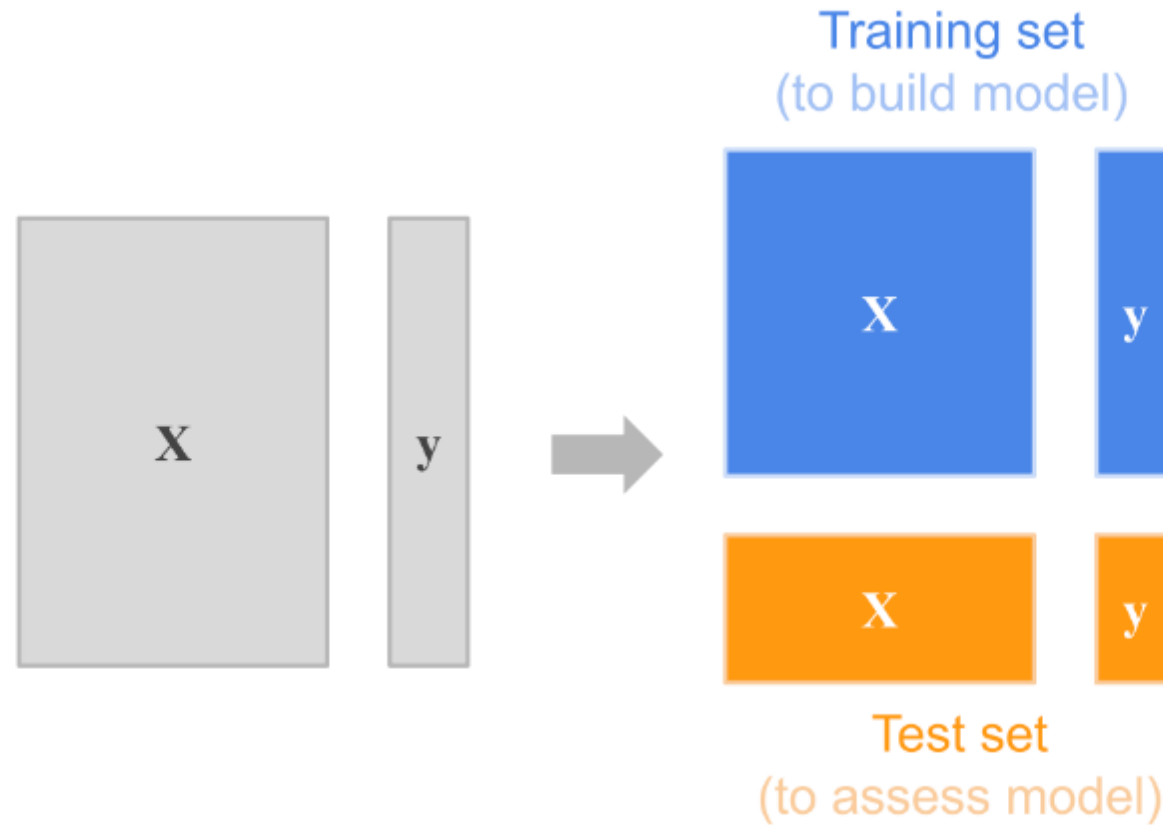 Training set
(to build model)
X
y
X
y
X
y
Test set
(to assess model)